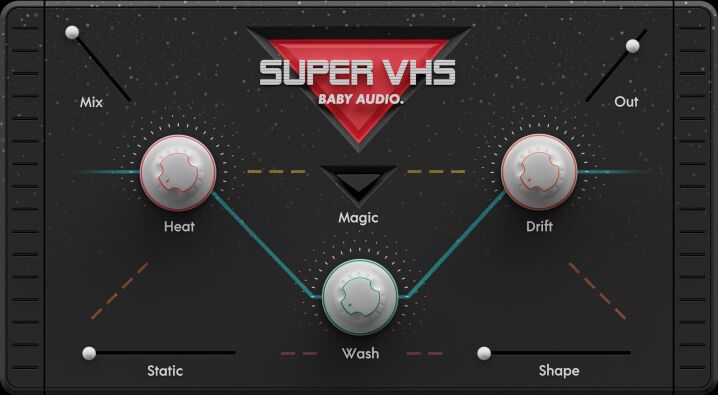 SUPER VHS
BABY AUDIO.
Mix
Out
Magic
Heat
Drift
Wash
Static
Shape